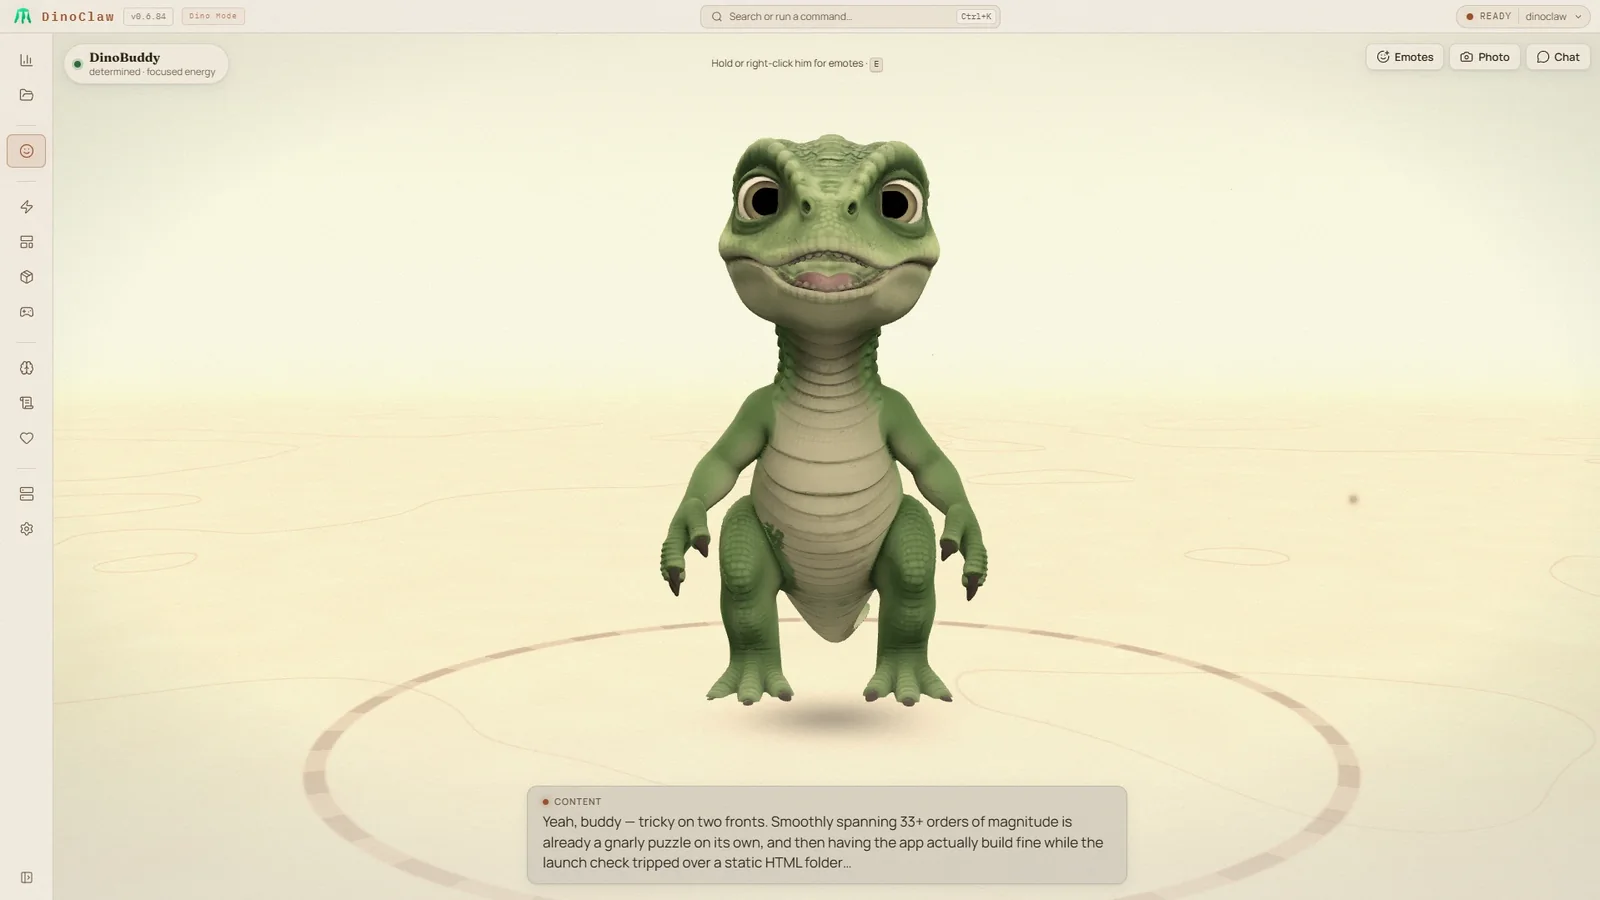 DinoClaw v0.6.84 Dino Mode
Search or run a command... Ctrl+K
READY dinoclaw
DinoBuddy
determined · focused energy
Hold or right-click him for emotes · E
Emotes Photo Chat
CONTENT
Yeah, buddy — tricky on two fronts. Smoothly spanning 33+ orders of magnitude is
already a gnarly puzzle on its own, and then having the app actually build fine while the
launch check tripped over a static HTML folder...